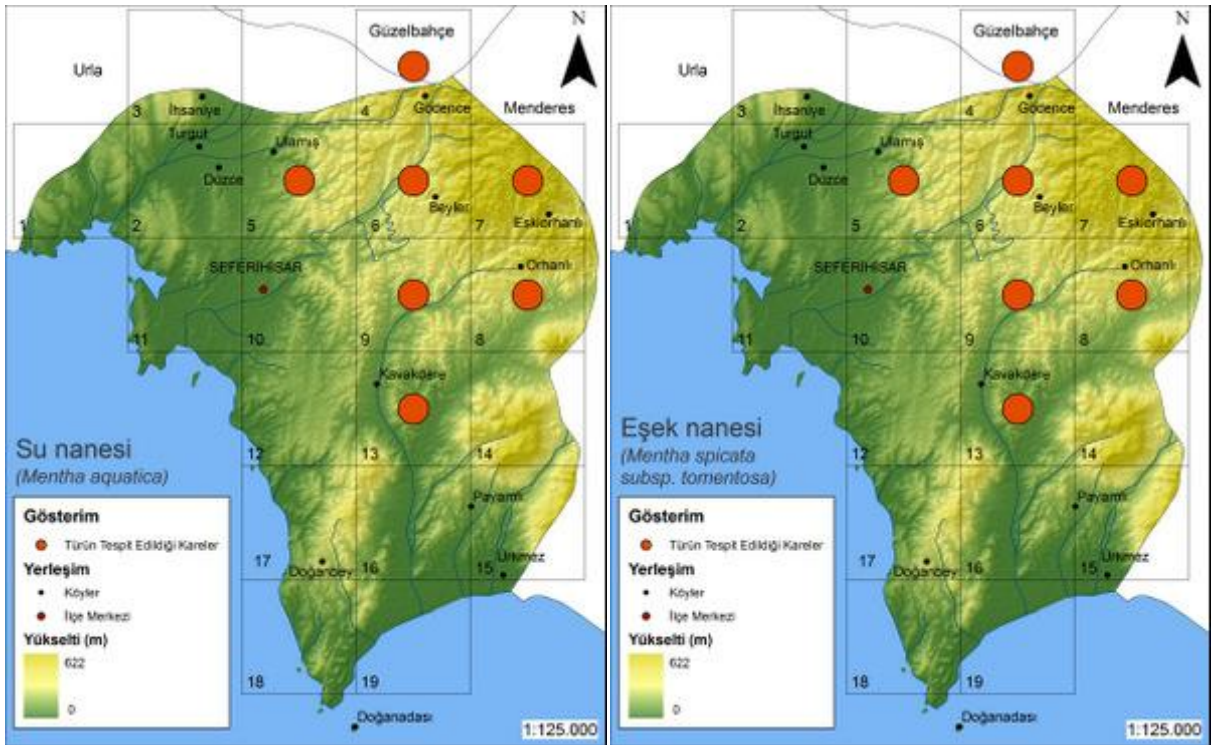 Güzelbahçe
N
Urla
Menderes
3
4
İhsaniye
Gödence
Turgut
Ulamış
Düzce
Beyler
Eskiorhanlı
1
2
5
6
7
SEFERİHİSAR
Orhanlı
11
10
9
8
Kavakdere
Su nanesi
(Mentha aquatica)
12
13
14
Payamlı
Gösterim
Türün Tespit Edildiği Kareler
Yerleşim
Köyler
İlçe Merkezi
Yükselti (m)
622
0
Doğanbey
Ürkmez
17
16
15
18
19
Doğanadası
1:125.000
Güzelbahçe
N
Urla
Menderes
3
4
İhsaniye
Gödence
Turgut
Ulamış
Düzce
Beyler
Eskiorhanlı
1
2
5
6
7
SEFERİHİSAR
Orhanlı
11
10
9
8
Kavakdere
Eşek nanesi
(Mentha spicata
subsp. tomentosa)
12
13
14
Payamlı
Gösterim
Türün Tespit Edildiği Kareler
Yerleşim
Köyler
İlçe Merkezi
Yükselti (m)
622
0
Doğanbey
Ürkmez
17
16
15
18
19
Doğanadası
1:125.000